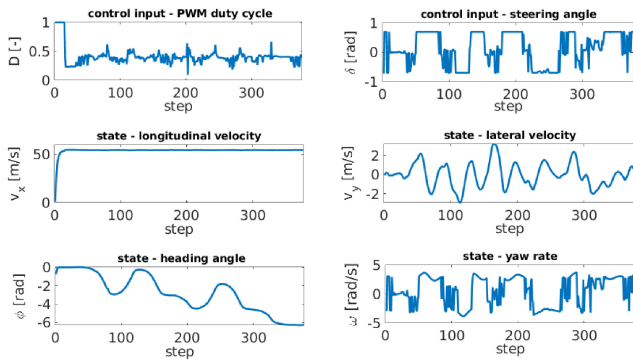 control input - PWM duty cycle
1
0.5
0
D [-]
0 100 200 300
step
control input - steering angle
1
0
-1
δ [rad]
0 100 200 300
step
state - longitudinal velocity
50
0
v_x [m/s]
0 100 200 300
step
state - lateral velocity
2
0
-2
v_y [m/s]
0 100 200 300
step
state - heading angle
0
-2
-4
-6
ϕ [rad]
0 100 200 300
step
state - yaw rate
5
0
-5
ω [rad/s]
0 100 200 300
step